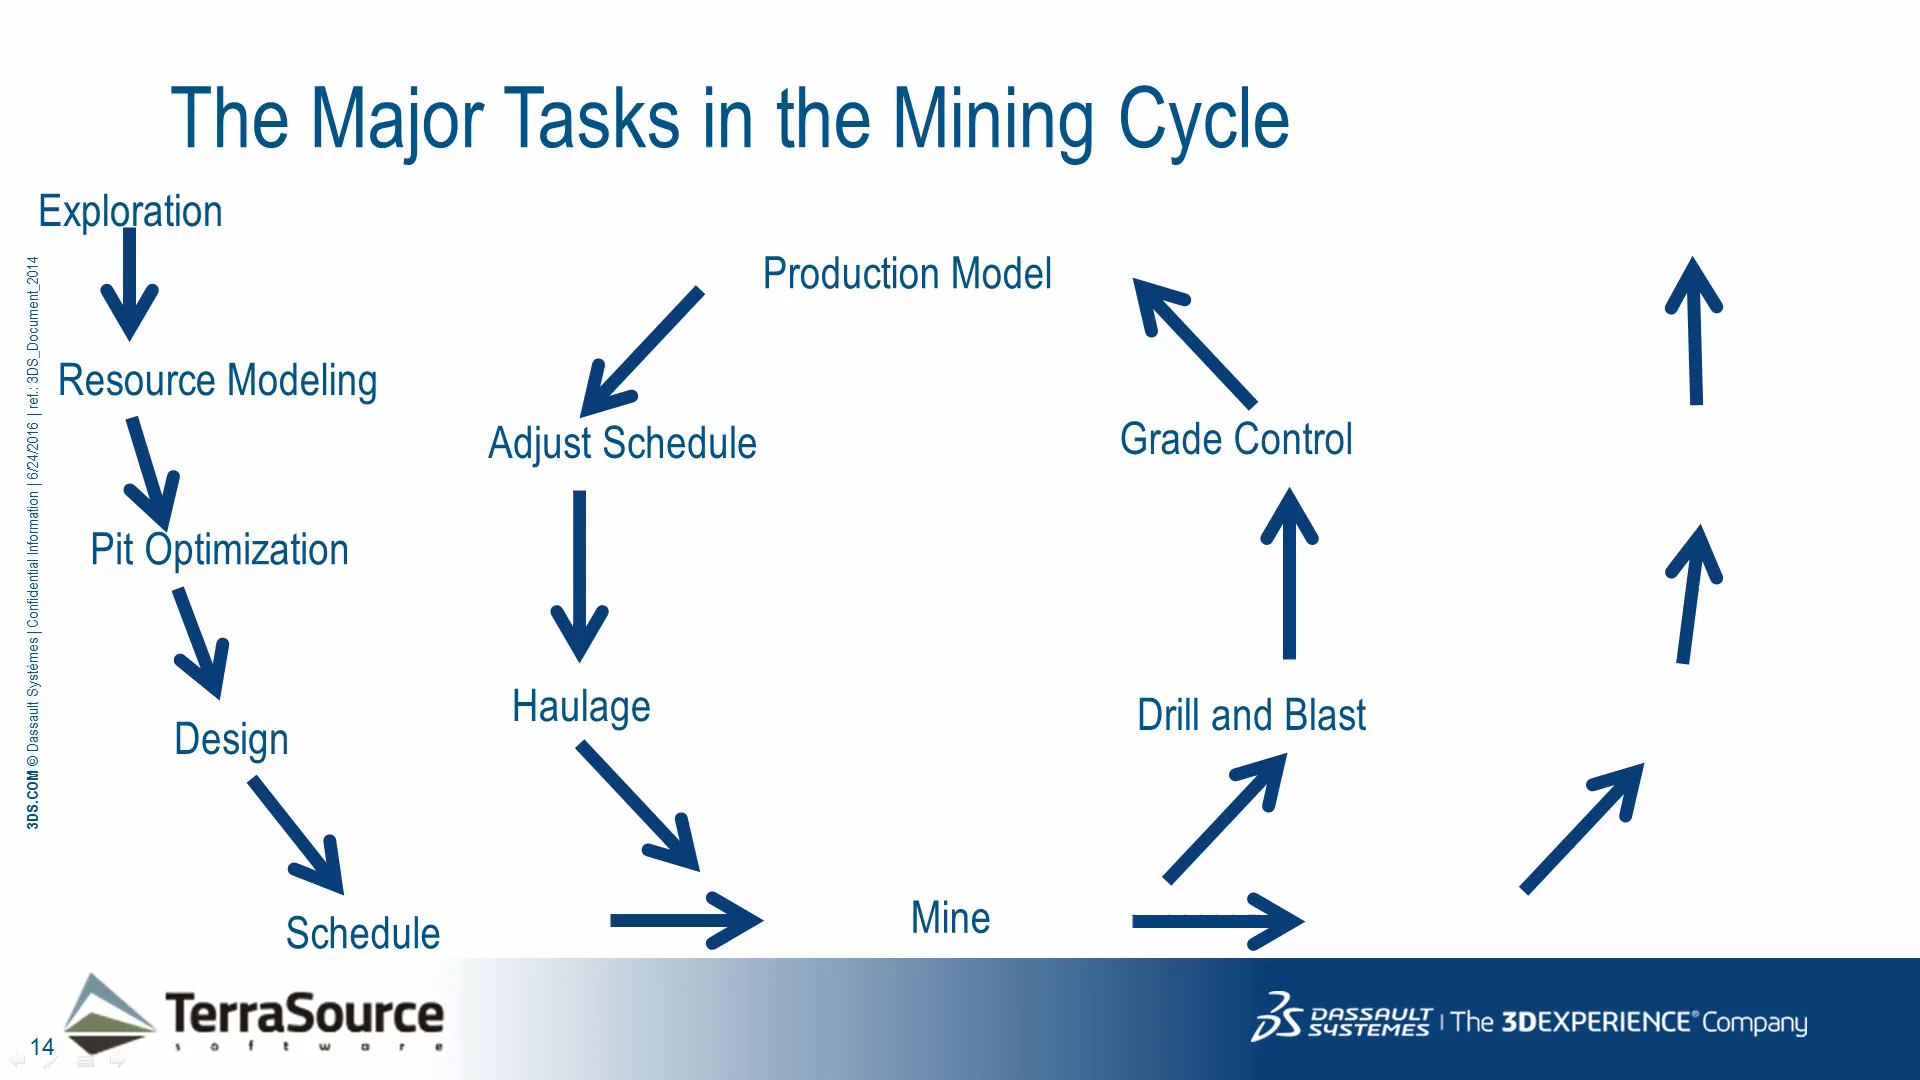 The Major Tasks in the Mining Cycle
Exploration
Production Model
Resource Modeling
Adjust Schedule
Grade Control
Pit Optimization
Haulage
Drill and Blast
Design
Mine
Schedule
3DS.COM © Dassault Systèmes | Confidential Information | 6/24/2016 | ref.: 3DS_Document_2014
TerraSource
software
14
DASSAULT SYSTEMES | The 3DEXPERIENCE® Company